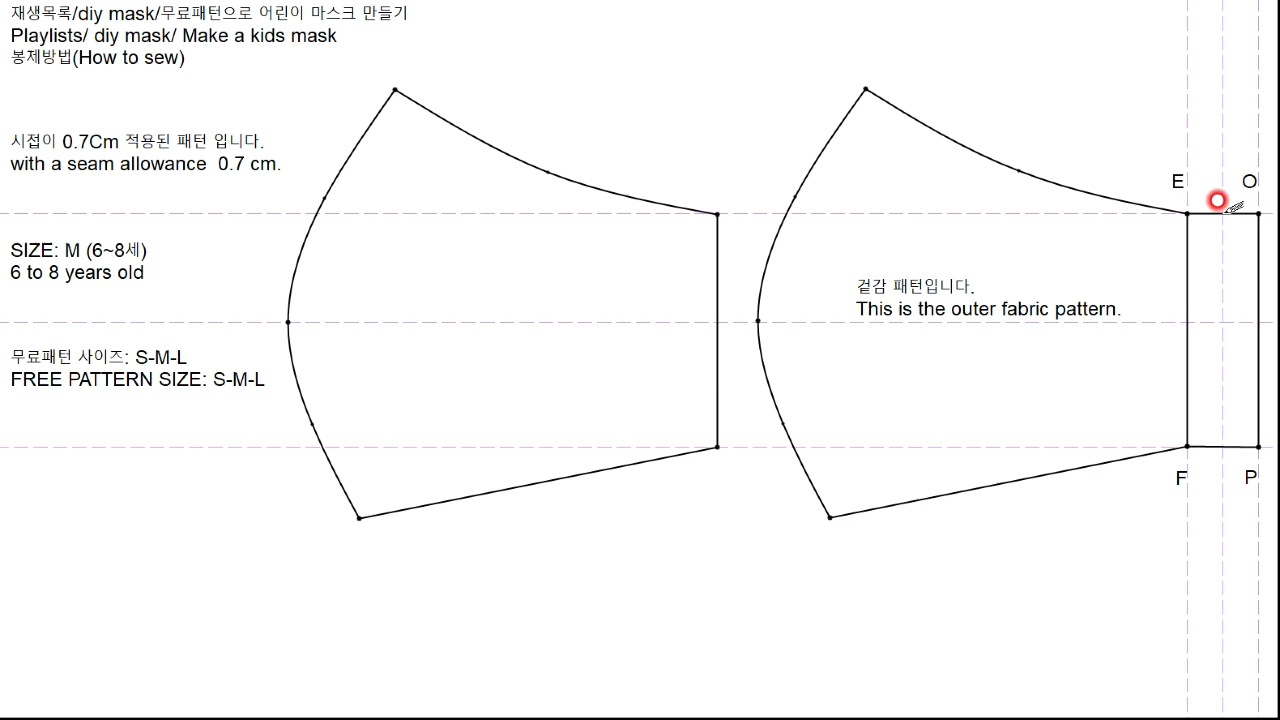 재생목록/diy mask/무료패턴으로 어린이 마스크 만들기
Playlists/ diy mask/ Make a kids mask
봉제방법(How to sew)
시접이 0.7Cm 적용된 패턴 입니다.
with a seam allowance  0.7 cm.
SIZE: M (6~8세)
6 to 8 years old
무료패턴 사이즈: S-M-L
FREE PATTERN SIZE: S-M-L
겉감 패턴입니다.
This is the outer fabric pattern.
E O
F P